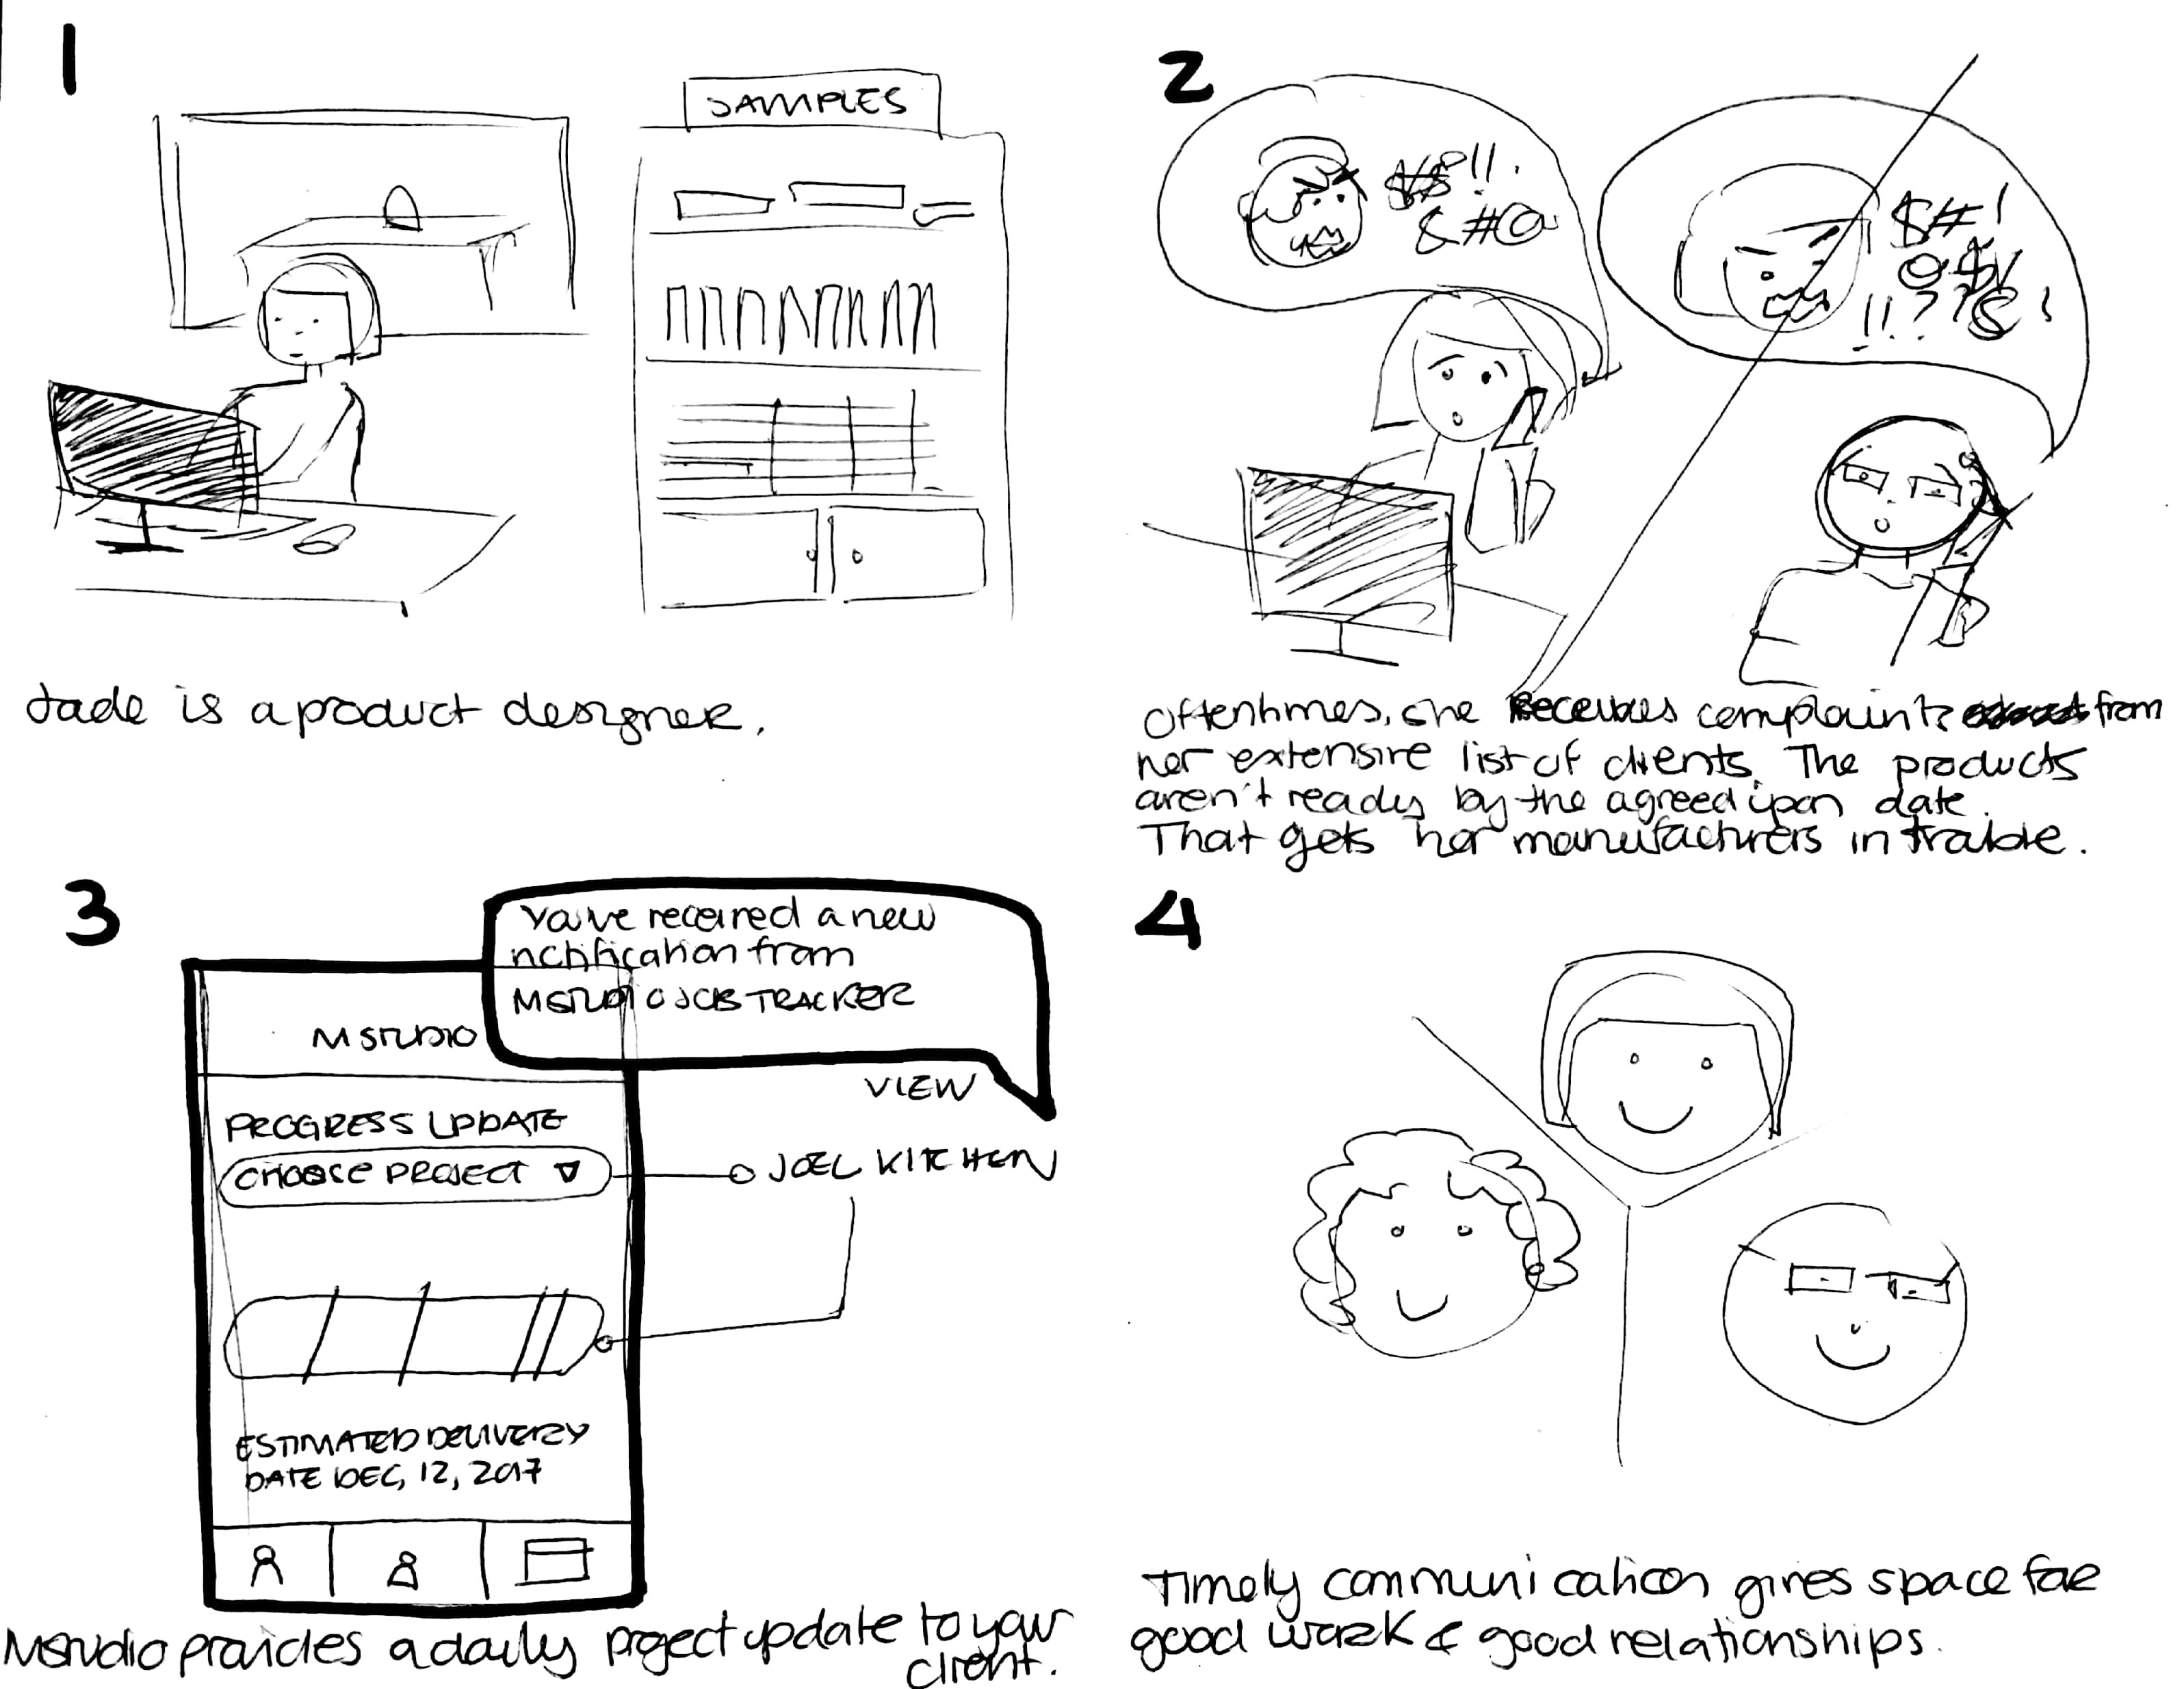 1
SAMPLES
Jade is a product designer.
2
$$!!.
&#@
$#!
@$\/
!!??&!
Oftentimes, she receives complaints from
her extensive list of clients. The products
aren't ready by the agreed upon date.
That gets her manufacturers in trouble.
3
You've received a new
notification from
MSTUDIO JOB TRACKER
VIEW
MSTUDIO
PROGRESS UPDATE
CHOOSE PROJECT
JOEL KITCHEN
ESTIMATED DELIVERY
DATE DEC, 12, 2017
Mstudio provides a daily project update to your
client.
4
Timely communication gives space for
good work & good relationships.